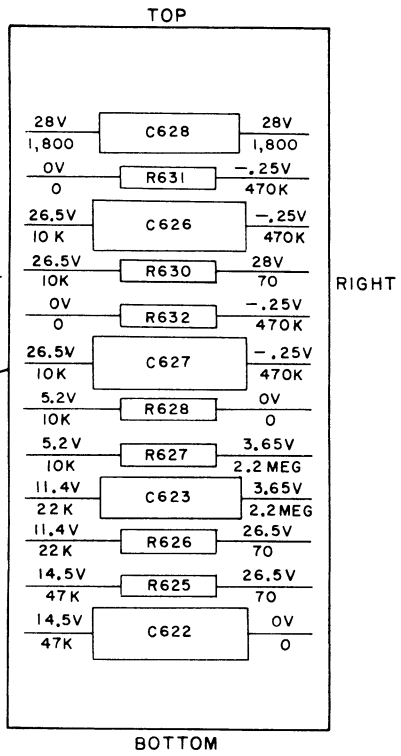 TOP
28V C628 28V
1,800 1,800
0V R631 -.25V
0 470K
26.5V C626 -.25V
10K 470K
26.5V R630 28V
10K 70
RIGHT
0V R632 -.25V
0 470K
26.5V C627 -.25V
10K 470K
5.2V R628 0V
10K 0
5.2V R627 3.65V
10K 2.2 MEG
11.4V C623 3.65V
22K 2.2 MEG
11.4V R626 26.5V
22K 70
14.5V R625 26.5V
47K 70
14.5V C622 0V
47K 0
BOTTOM